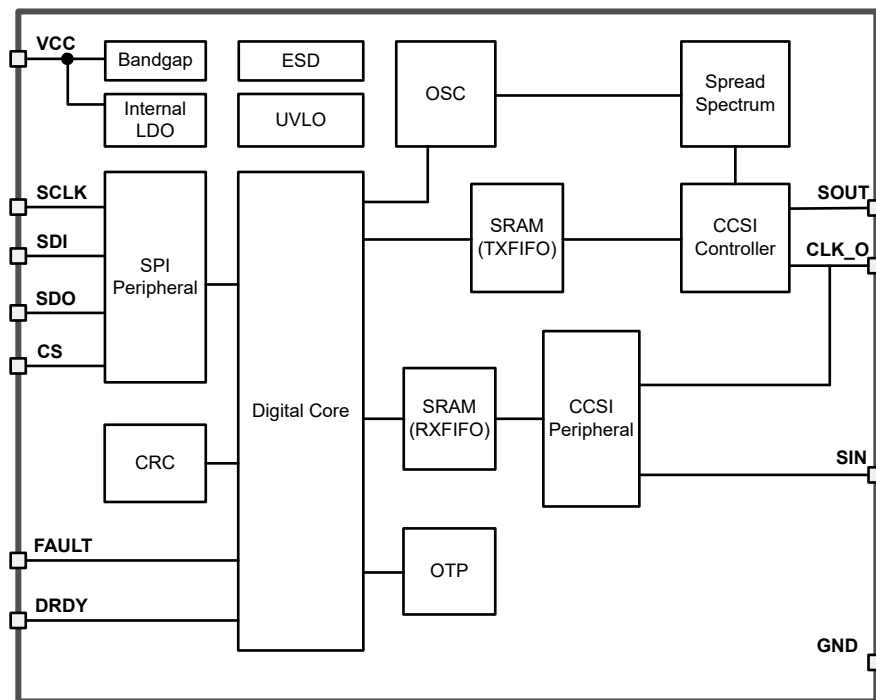 VCC
Bandgap
ESD
OSC
Spread
Spectrum
Internal
LDO
UVLO
SCLK
SDI
SDO
CS
SPI
Peripheral
SRAM
(TXFIFO)
CCSI
Controller
SOUT
CLK_O
Digital Core
SRAM
(RXFIFO)
CCSI
Peripheral
CRC
SIN
FAULT
DRDY
OTP
GND